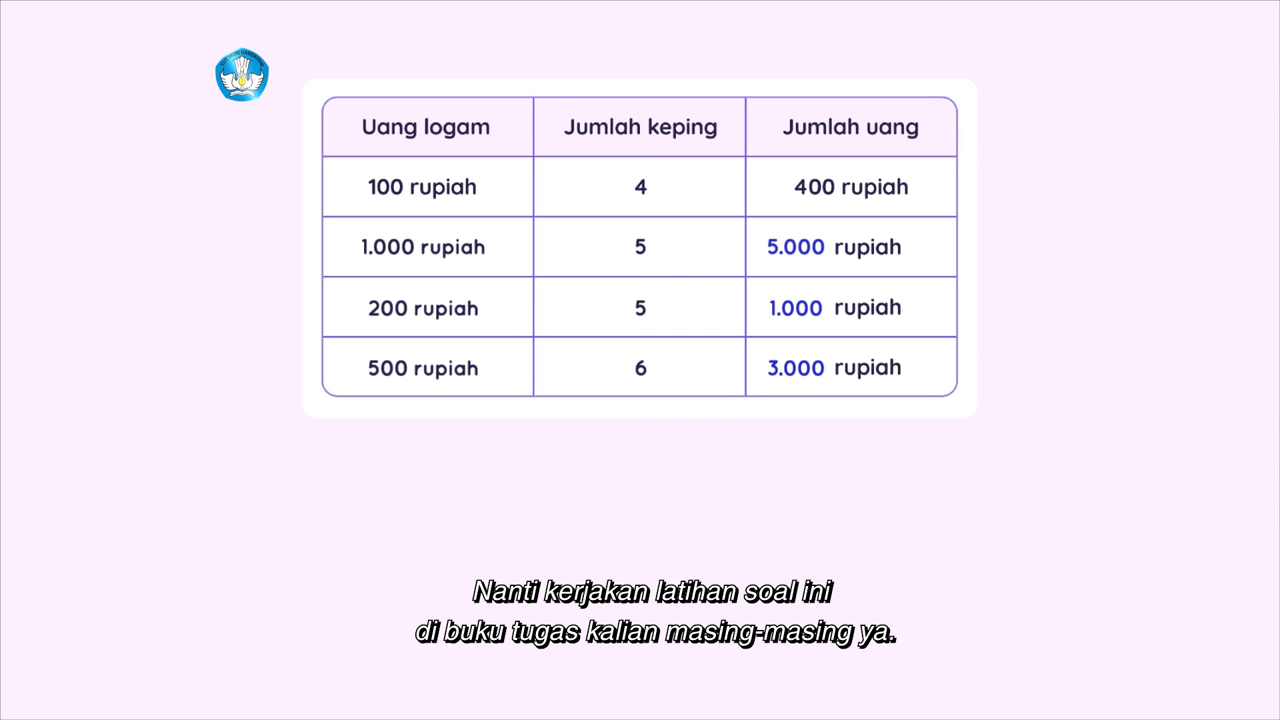 Uang logam Jumlah keping Jumlah uang
100 rupiah 4 400 rupiah
1.000 rupiah 5 5.000 rupiah
200 rupiah 5 1.000 rupiah
500 rupiah 6 3.000 rupiah
Nanti kerjakan latihan soal ini
di buku tugas kalian masing-masing ya.